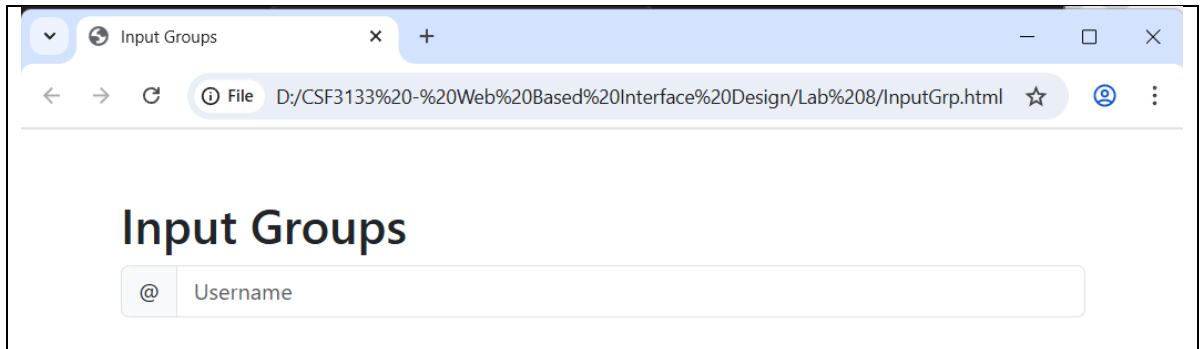 Input Groups
File D:/CSF3133%20-%20Web%20Based%20Interface%20Design/Lab%208/InputGrp.html
Input Groups
@ Username